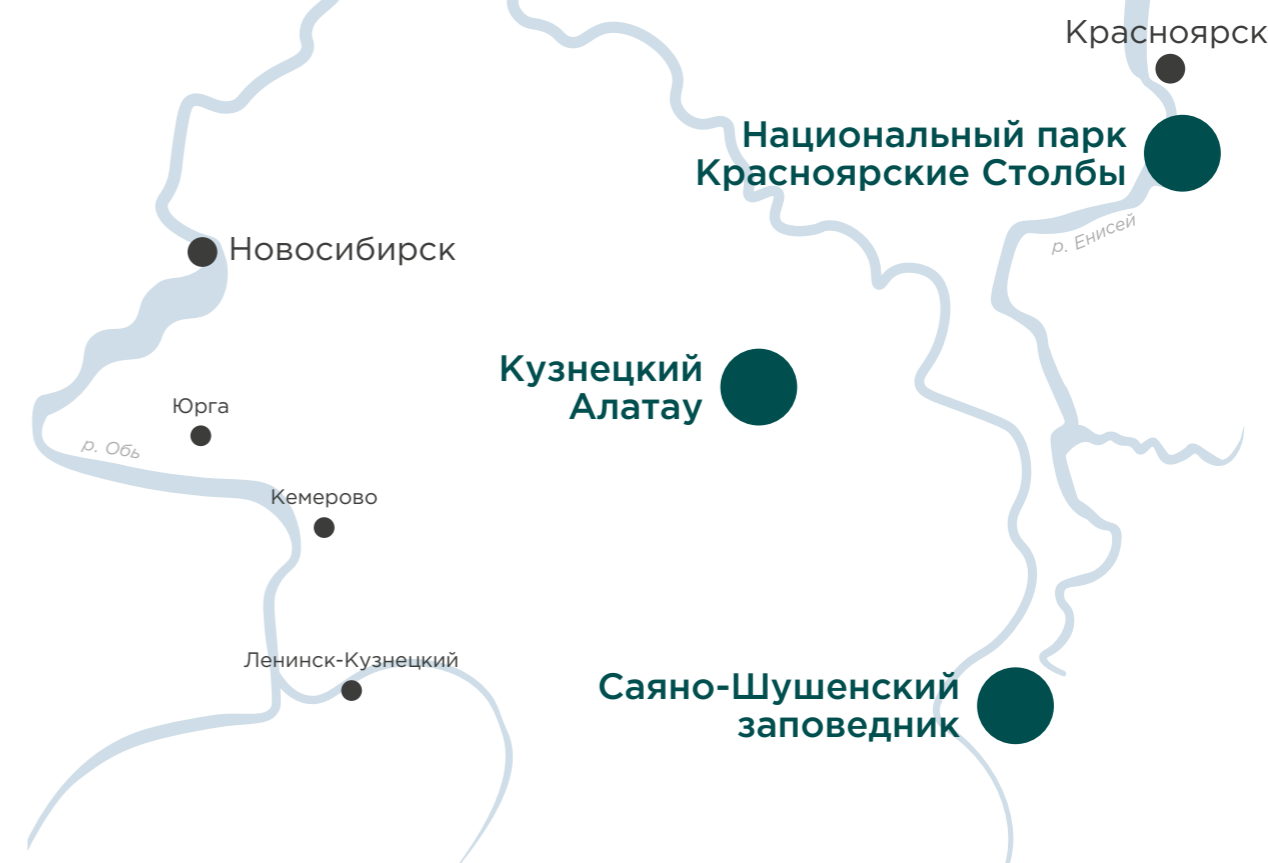 Красноярск
Национальный парк
Красноярские Столбы
р. Енисей
Новосибирск
Кузнецкий
Алатау
Юрга
р. Обь
Кемерово
Ленинск-Кузнецкий
Саяно-Шушенский
заповедник